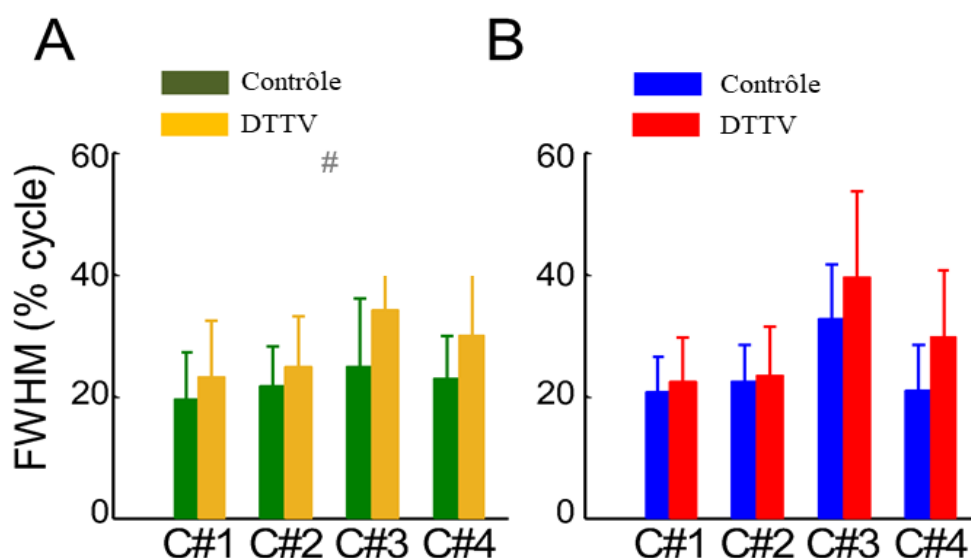 A
Contrôle
DTTV
#
FWHM (% cycle)
60
40
20
0
C#1 C#2 C#3 C#4
B
Contrôle
DTTV
60
40
20
0
C#1 C#2 C#3 C#4